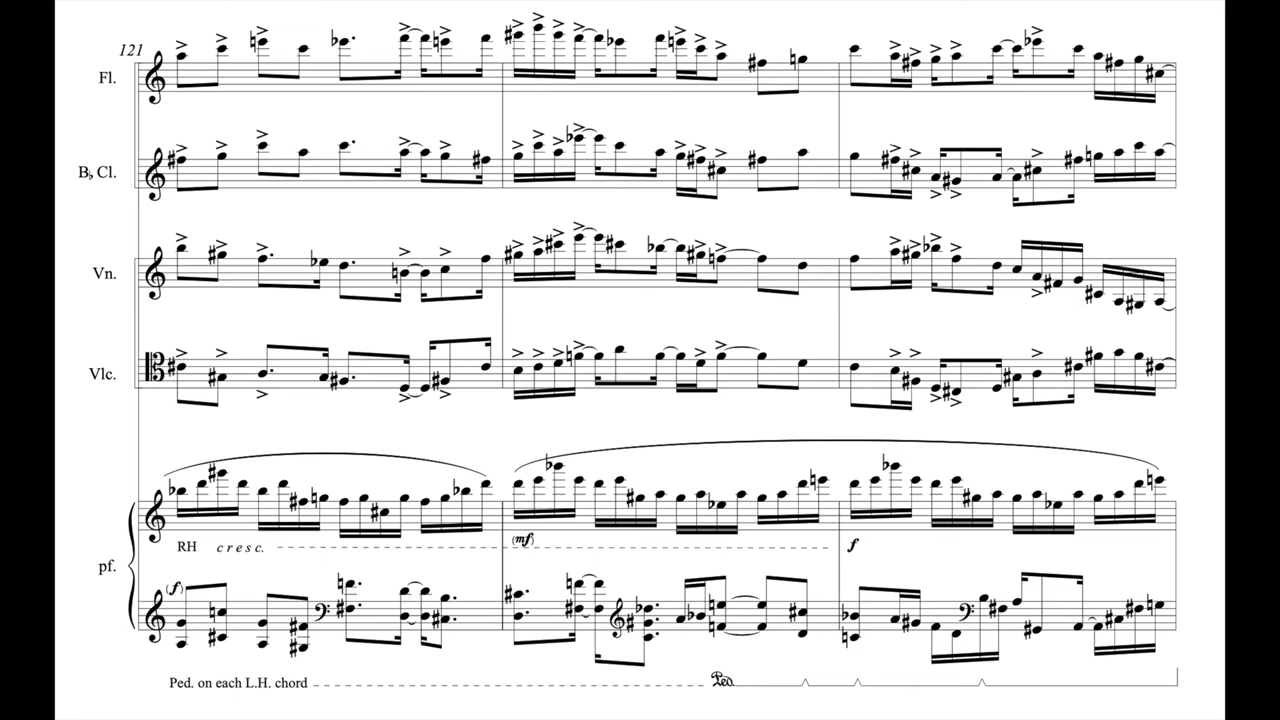 121
Fl.
B♭ Cl.
Vn.
Vlc.
pf.
RH cresc.
(mf)
f
(f)
Ped. on each L.H. chord
Ped.